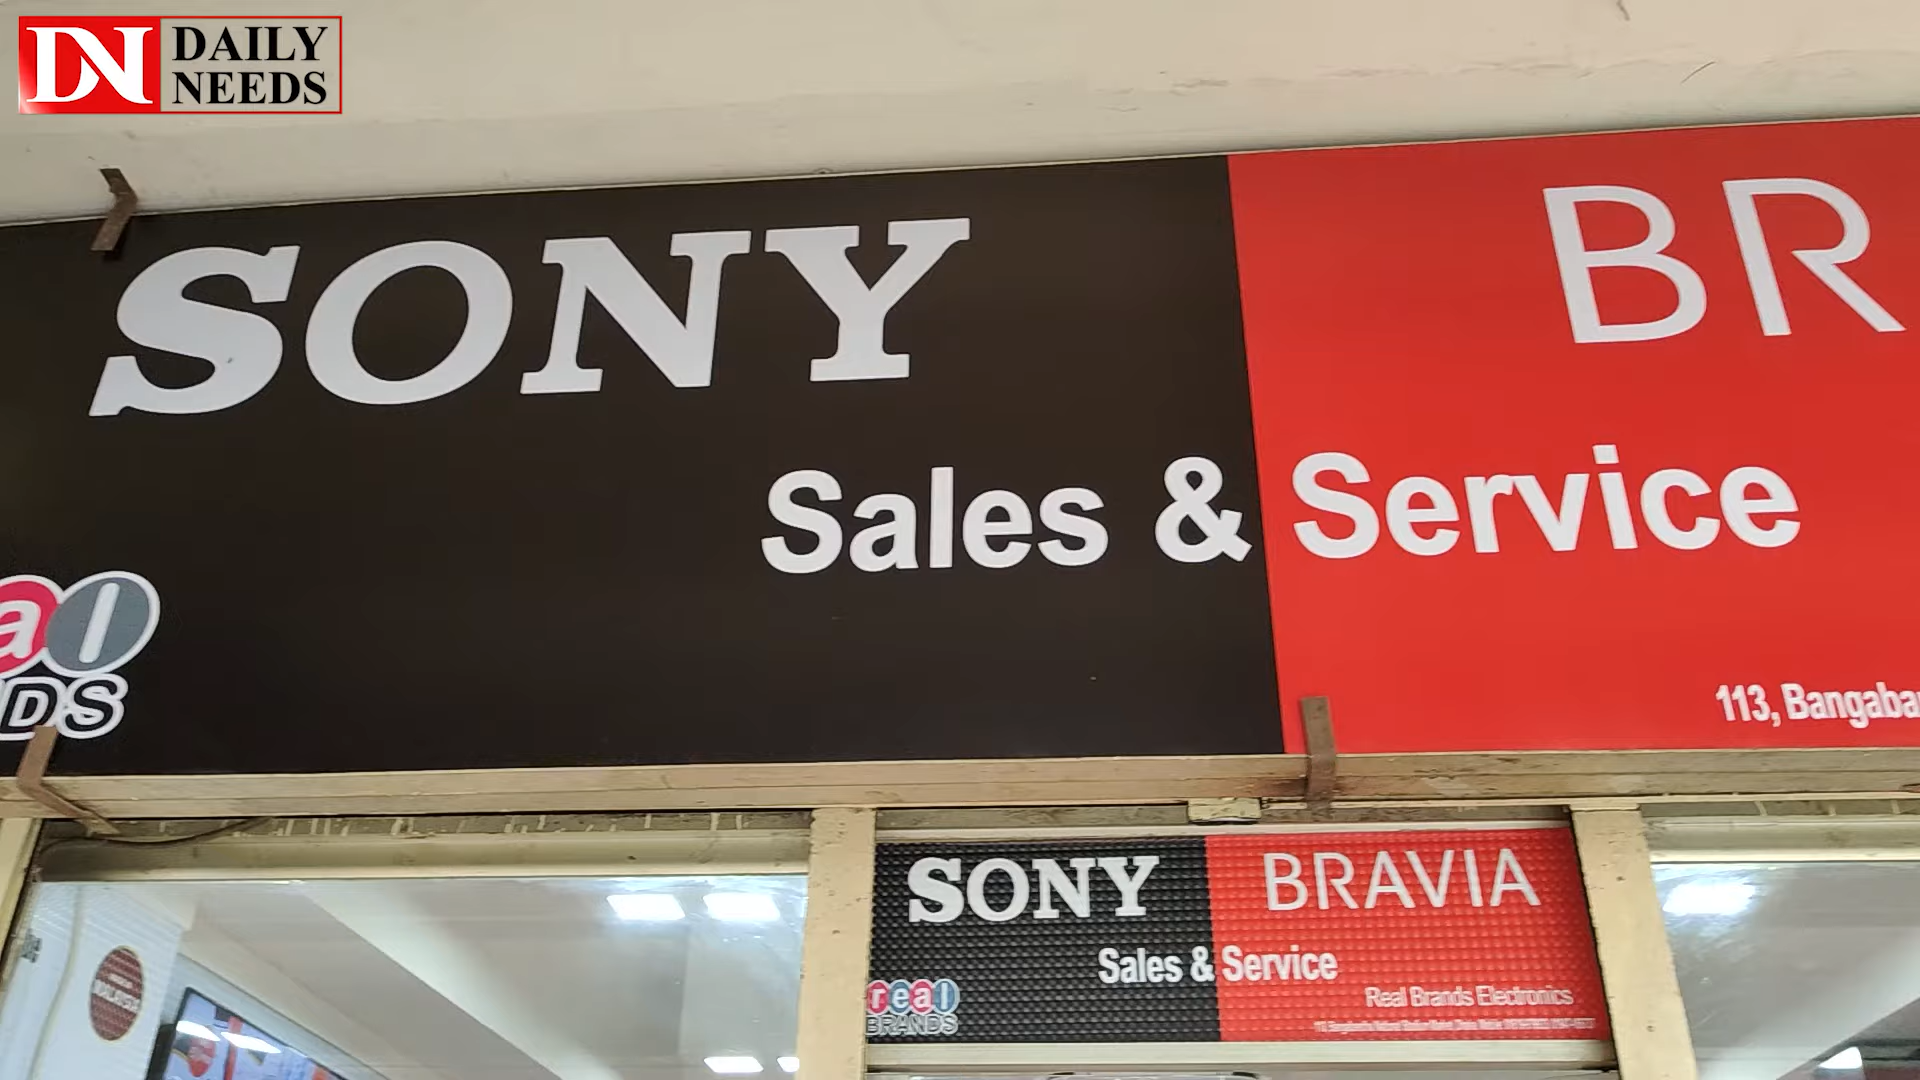 DN DAILY
NEEDS
SONY BR
Sales & Service
al
DS
113, Bangaba
SONY BRAVIA
Sales & Service
real
BRANDS
Real Brands Electronics